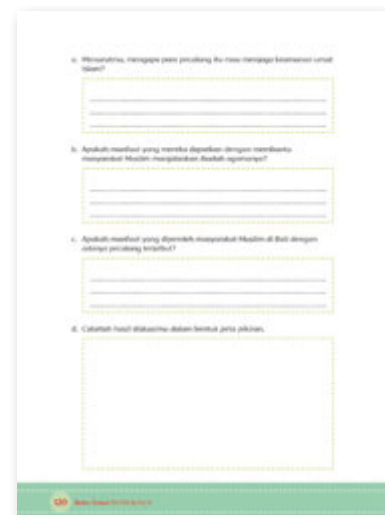 a. Menurutmu, mengapa para pecalang itu mau menjaga keamanan umat
Islam?
b. Apakah manfaat yang mereka dapatkan dengan membantu
masyarakat Muslim menjalankan ibadah agamanya?
c. Apakah manfaat yang diperoleh masyarakat Muslim di Bali dengan
adanya pecalang tersebut?
d. Catatlah hasil diskusimu dalam bentuk peta pikiran.
120 Buku Siswa